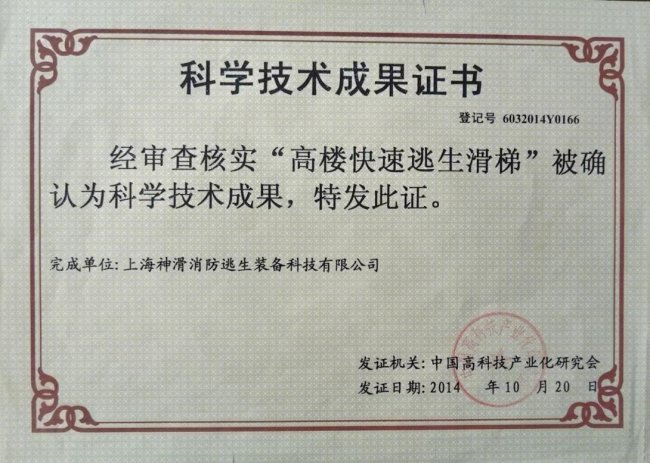 科学技术成果证书
登记号 6032014Y0166
经审查核实“高楼快速逃生滑梯”被确
认为科学技术成果，特发此证。
完成单位: 上海神滑消防逃生装备科技有限公司
发证机关: 中国高科技产业化研究会
发证日期: 2014 年 10 月 20 日